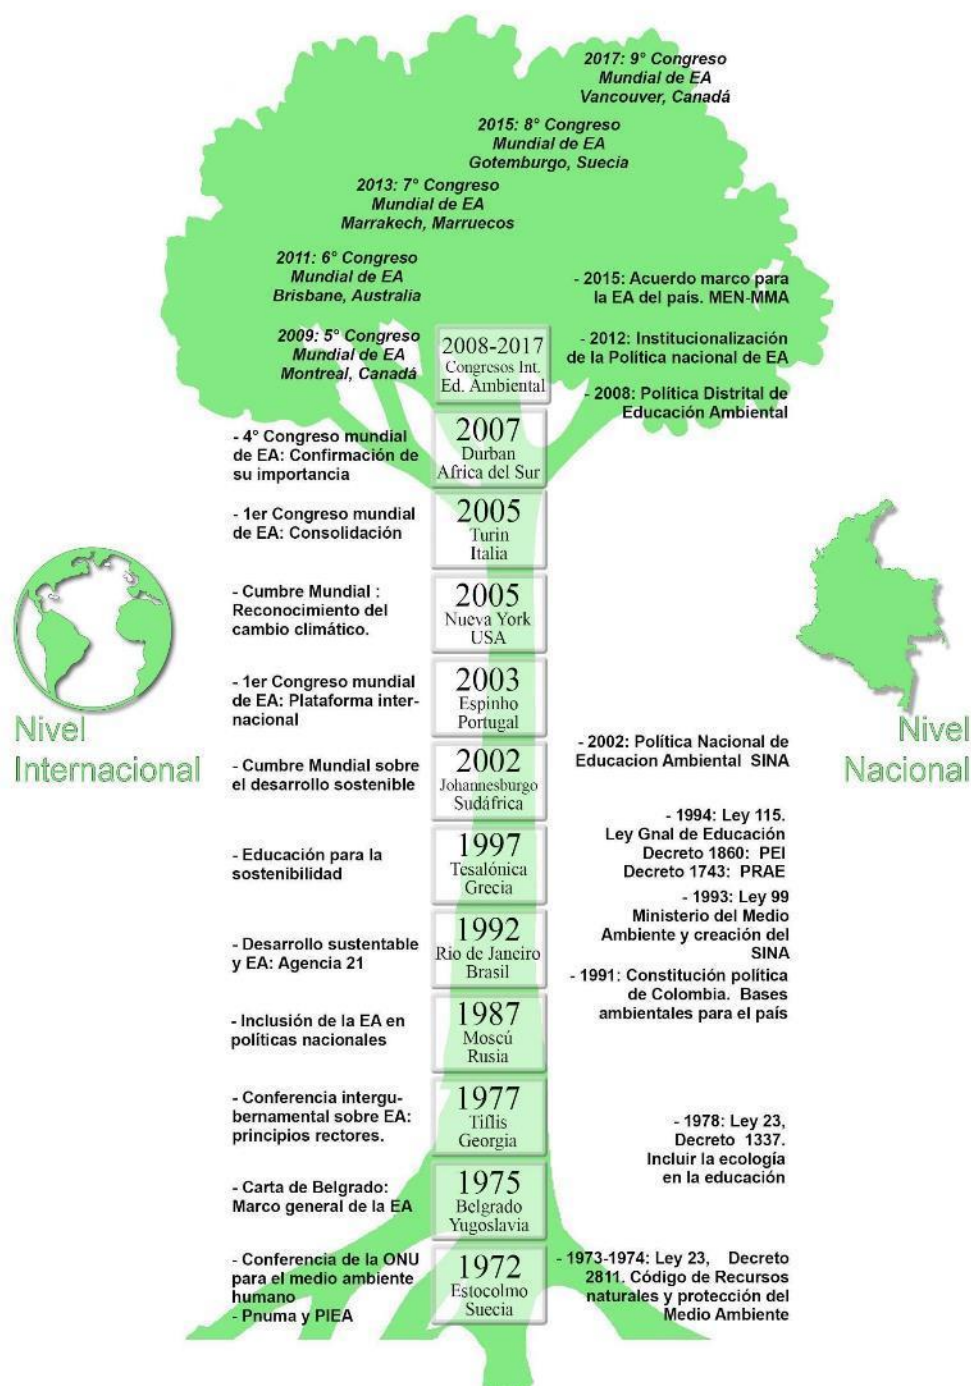 2017: 9° Congreso
Mundial de EA
Vancouver, Canadá
2015: 8° Congreso
Mundial de EA
Gotemburgo, Suecia
2013: 7° Congreso
Mundial de EA
Marrakech, Marruecos
2011: 6° Congreso
Mundial de EA
Brisbane, Australia
2009: 5° Congreso
Mundial de EA
Montreal, Canadá
2008-2017
Congresos Int.
Ed. Ambiental
- 2015: Acuerdo marco para
la EA del país. MEN-MMA
- 2012: Institucionalización
de la Política nacional de EA
- 2008: Política Distrital de
Educación Ambiental
- 4° Congreso mundial
de EA: Confirmación de
su importancia
2007
Durban
Africa del Sur
- 1er Congreso mundial
de EA: Consolidación
2005
Turin
Italia
- Cumbre Mundial :
Reconocimiento del
cambio climático.
2005
Nueva York
USA
- 1er Congreso mundial
de EA: Plataforma inter-
nacional
2003
Espinho
Portugal
Nivel
Internacional
Nivel
Nacional
- Cumbre Mundial sobre
el desarrollo sostenible
2002
Johannesburgo
Sudáfrica
- 2002: Política Nacional de
Educacion Ambiental SINA
- Educación para la
sostenibilidad
1997
Tesalónica
Grecia
- 1994: Ley 115.
Ley Gnal de Educación
Decreto 1860: PEI
Decreto 1743: PRAE
- 1993: Ley 99
Ministerio del Medio
Ambiente y creación del
SINA
- Desarrollo sustentable
y EA: Agencia 21
1992
Rio de Janeiro
Brasil
- 1991: Constitución política
de Colombia. Bases
ambientales para el país
- Inclusión de la EA en
políticas nacionales
1987
Moscú
Rusia
- Conferencia intergu-
bernamental sobre EA:
principios rectores.
1977
Tiflis
Georgia
- 1978: Ley 23,
Decreto 1337.
Incluir la ecología
en la educación
- Carta de Belgrado:
Marco general de la EA
1975
Belgrado
Yugoslavia
- Conferencia de la ONU
para el medio ambiente
humano
- Pnuma y PIEA
1972
Estocolmo
Suecia
- 1973-1974: Ley 23, Decreto
2811. Código de Recursos
naturales y protección del
Medio Ambiente